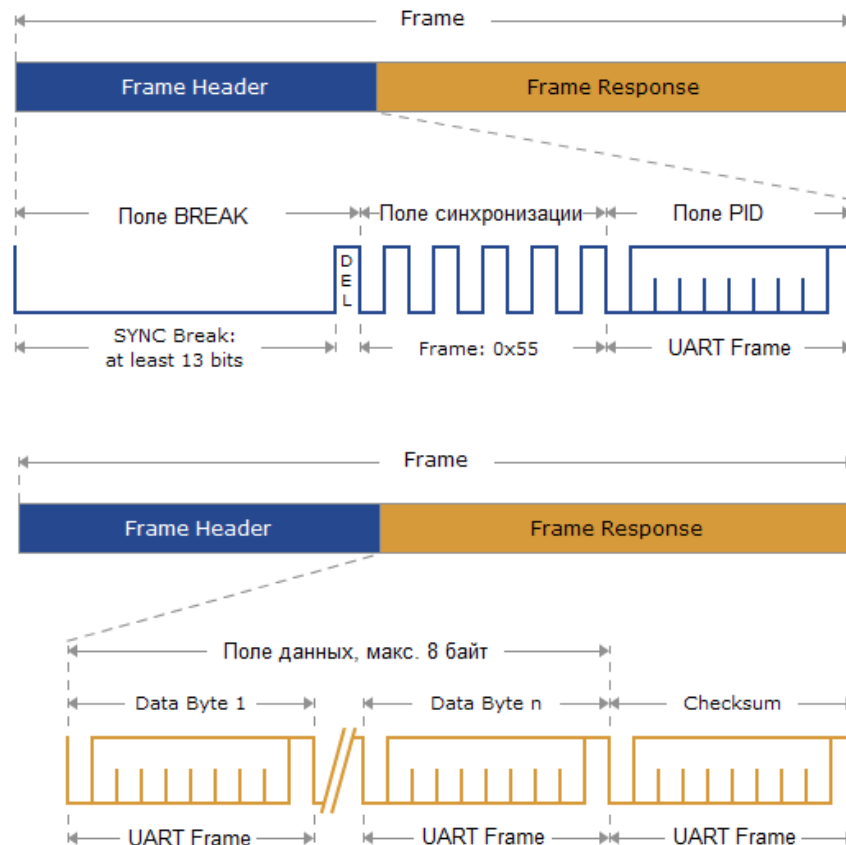 Frame
Frame Header
Frame Response
Поле BREAK
Поле синхронизации
Поле PID
D
E
L
SYNC Break:
at least 13 bits
Frame: 0x55
UART Frame
Frame
Frame Header
Frame Response
Поле данных, макс. 8 байт
Data Byte 1
Data Byte n
Checksum
UART Frame
UART Frame
UART Frame